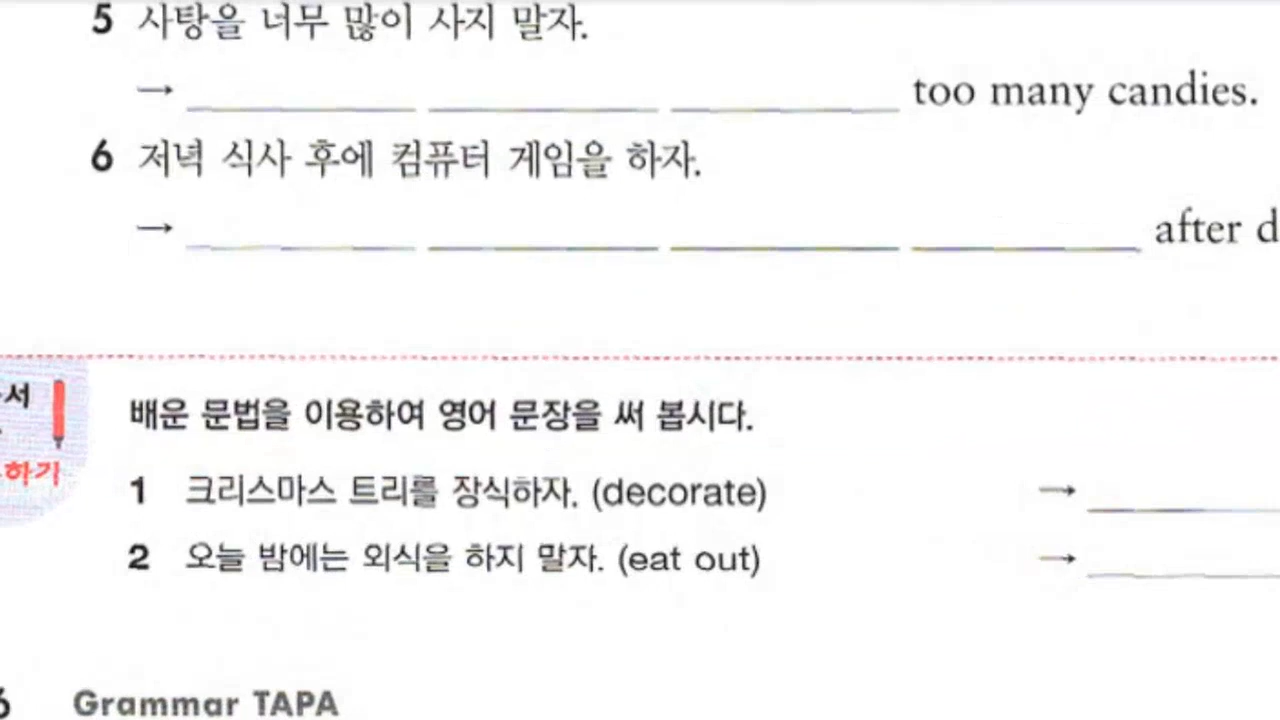 5 사탕을 너무 많이 사지 말자.
→ too many candies.
6 저녁 식사 후에 컴퓨터 게임을 하자.
→ after
배운 문법을 이용하여 영어 문장을 써 봅시다.
1 크리스마스 트리를 장식하자. (decorate) →
2 오늘 밤에는 외식을 하지 말자. (eat out) →
Grammar TAPA